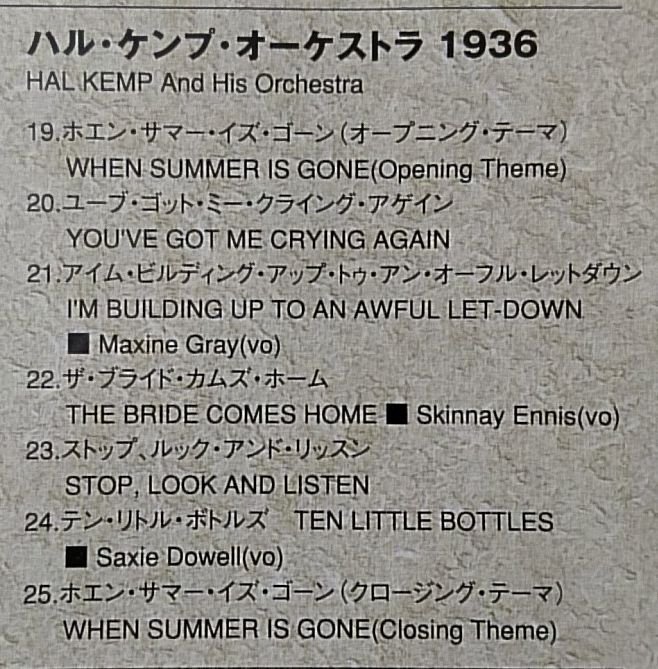 ハル・ケンプ・オーケストラ 1936
HAL KEMP And His Orchestra
19.ホエン・サマー・イズ・ゴーン(オープニング・テーマ)
WHEN SUMMER IS GONE(Opening Theme)
20.ユーブ・ゴット・ミー・クライング・アゲイン
YOU'VE GOT ME CRYING AGAIN
21.アイム・ビルディング・アップ・トゥ・アン・オーフル・レットダウン
I'M BUILDING UP TO AN AWFUL LET-DOWN
■ Maxine Gray(vo)
22.ザ・ブライド・カムズ・ホーム
THE BRIDE COMES HOME ■ Skinnay Ennis(vo)
23.ストップ、ルック・アンド・リッスン
STOP, LOOK AND LISTEN
24.テン・リトル・ボトルズ TEN LITTLE BOTTLES
■ Saxie Dowell(vo)
25.ホエン・サマー・イズ・ゴーン(クロージング・テーマ)
WHEN SUMMER IS GONE(Closing Theme)